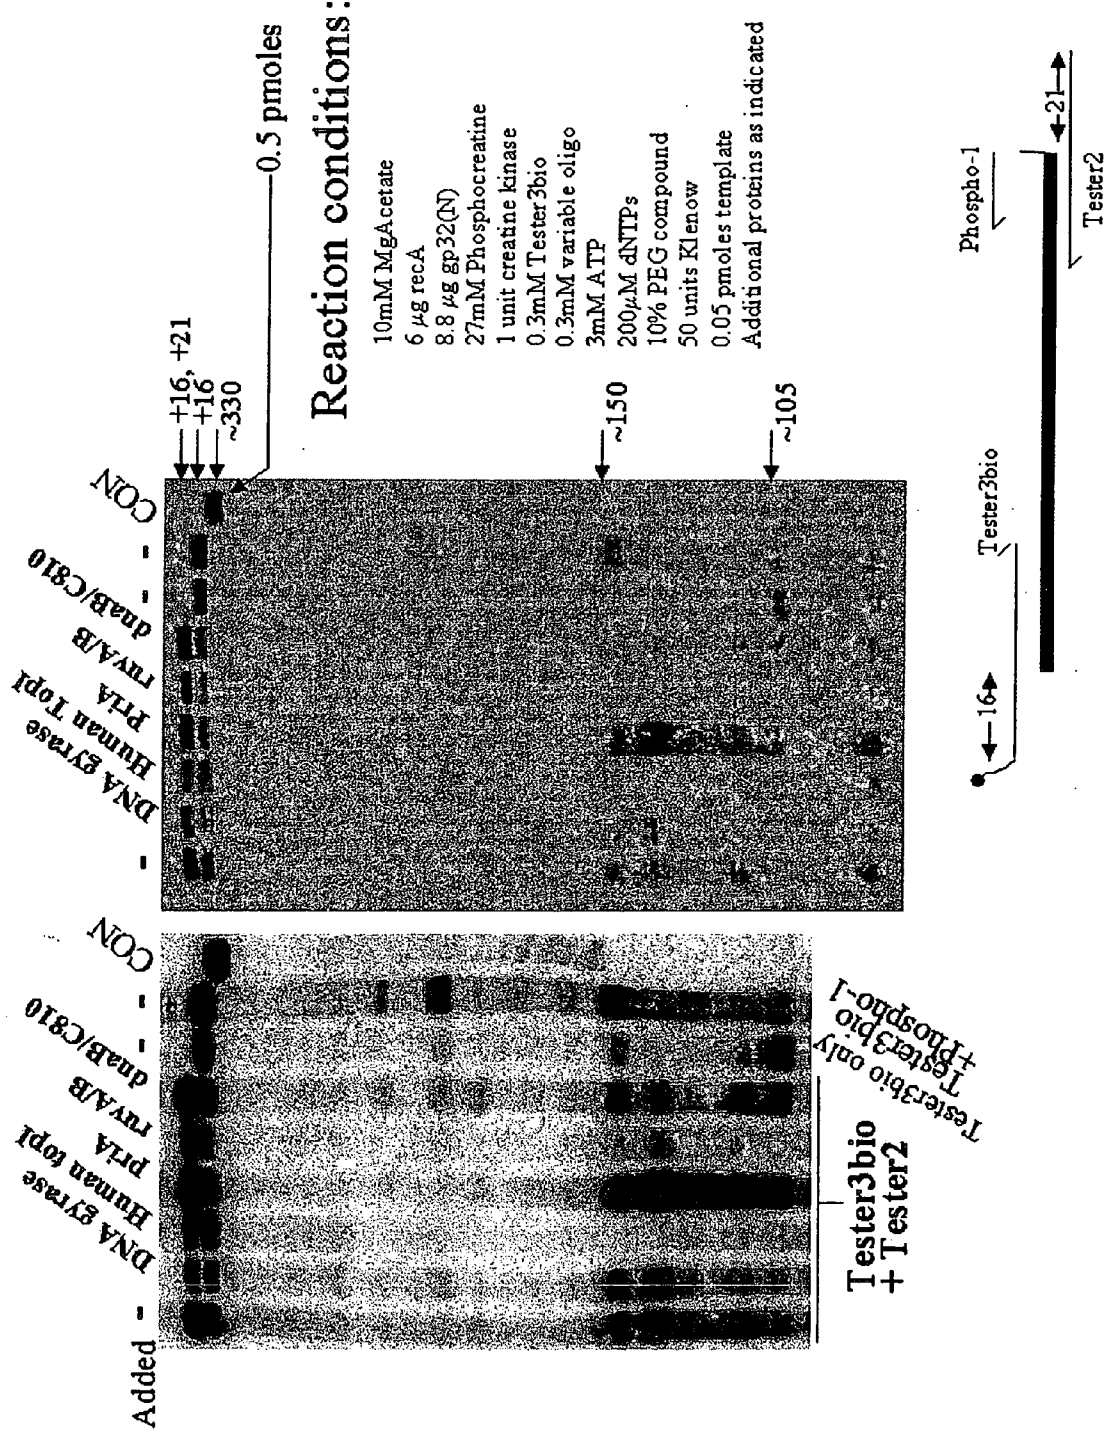 Added
-
DNA gyrase
Human topI
priA
ruvA/B
dnaB/C810
-
-
CON
-
DNA gyrase
Human TopI
PriA
ruvA/B
dnaB/C810
-
-
CON
+16, +21
+16
~330
0.5 pmoles
~150
~105
Tester3bio
+ Tester2
Tester3bio only
Tester3bio
+Phospho-1
Reaction conditions:
10mM MgAcetate
6 µg recA
8.8 µg gp32(N)
27mM Phosphocreatine
1 unit creatine kinase
0.3mM Tester3bio
0.3mM variable oligo
3mM ATP
200µM dNTPs
10% PEG compound
50 units Klenow
0.05 pmoles template
Additional proteins as indicated
16
Tester3bio
Phospho-1
21
Tester2